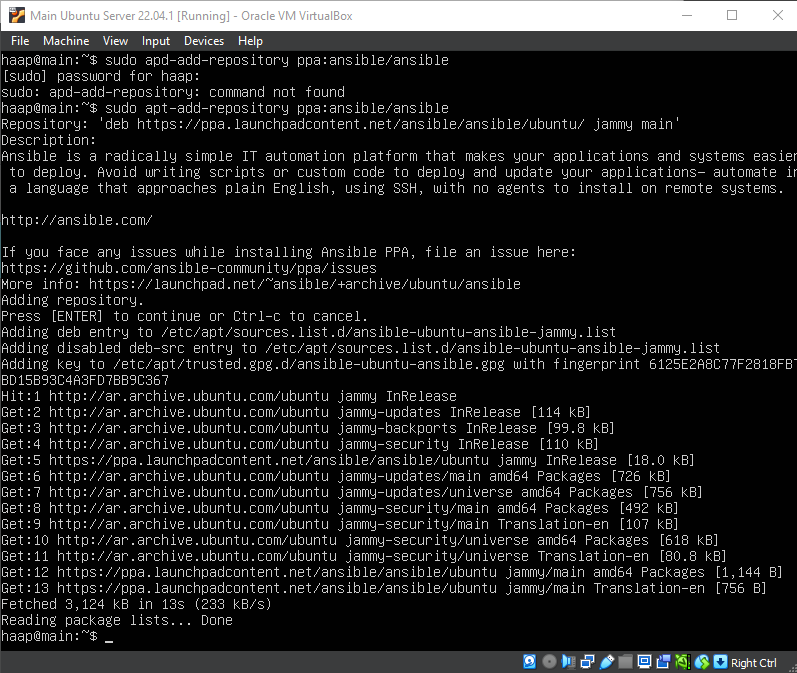 Main Ubuntu Server 22.04.1 [Running] - Oracle VM VirtualBox
File Machine View Input Devices Help
haap@main:~$ sudo apd-add-repository ppa:ansible/ansible
[sudo] password for haap:
sudo: apd-add-repository: command not found
haap@main:~$ sudo apt-add-repository ppa:ansible/ansible
Repository: 'deb https://ppa.launchpadcontent.net/ansible/ansible/ubuntu/ jammy main'
Description:
Ansible is a radically simple IT automation platform that makes your applications and systems easier
 to deploy. Avoid writing scripts or custom code to deploy and update your applications— automate in
 a language that approaches plain English, using SSH, with no agents to install on remote systems.
http://ansible.com/
If you face any issues while installing Ansible PPA, file an issue here:
https://github.com/ansible-community/ppa/issues
More info: https://launchpad.net/~ansible/+archive/ubuntu/ansible
Adding repository.
Press [ENTER] to continue or Ctrl-c to cancel.
Adding deb entry to /etc/apt/sources.list.d/ansible-ubuntu-ansible-jammy.list
Adding disabled deb-src entry to /etc/apt/sources.list.d/ansible-ubuntu-ansible-jammy.list
Adding key to /etc/apt/trusted.gpg.d/ansible-ubuntu-ansible.gpg with fingerprint 6125E2A8C77F2818FB7
BD15B93C4A3FD7BB9C367
Hit:1 http://ar.archive.ubuntu.com/ubuntu jammy InRelease
Get:2 http://ar.archive.ubuntu.com/ubuntu jammy-updates InRelease [114 kB]
Get:3 http://ar.archive.ubuntu.com/ubuntu jammy-backports InRelease [99.8 kB]
Get:4 http://ar.archive.ubuntu.com/ubuntu jammy-security InRelease [110 kB]
Get:5 https://ppa.launchpadcontent.net/ansible/ansible/ubuntu jammy InRelease [18.0 kB]
Get:6 http://ar.archive.ubuntu.com/ubuntu jammy-updates/main amd64 Packages [726 kB]
Get:7 http://ar.archive.ubuntu.com/ubuntu jammy-updates/universe amd64 Packages [756 kB]
Get:8 http://ar.archive.ubuntu.com/ubuntu jammy-security/main amd64 Packages [492 kB]
Get:9 http://ar.archive.ubuntu.com/ubuntu jammy-security/main Translation-en [107 kB]
Get:10 http://ar.archive.ubuntu.com/ubuntu jammy-security/universe amd64 Packages [618 kB]
Get:11 http://ar.archive.ubuntu.com/ubuntu jammy-security/universe Translation-en [80.8 kB]
Get:12 https://ppa.launchpadcontent.net/ansible/ansible/ubuntu jammy/main amd64 Packages [1,144 B]
Get:13 https://ppa.launchpadcontent.net/ansible/ansible/ubuntu jammy/main Translation-en [756 B]
Fetched 3,124 kB in 13s (233 kB/s)
Reading package lists... Done
haap@main:~$ _
Right Ctrl